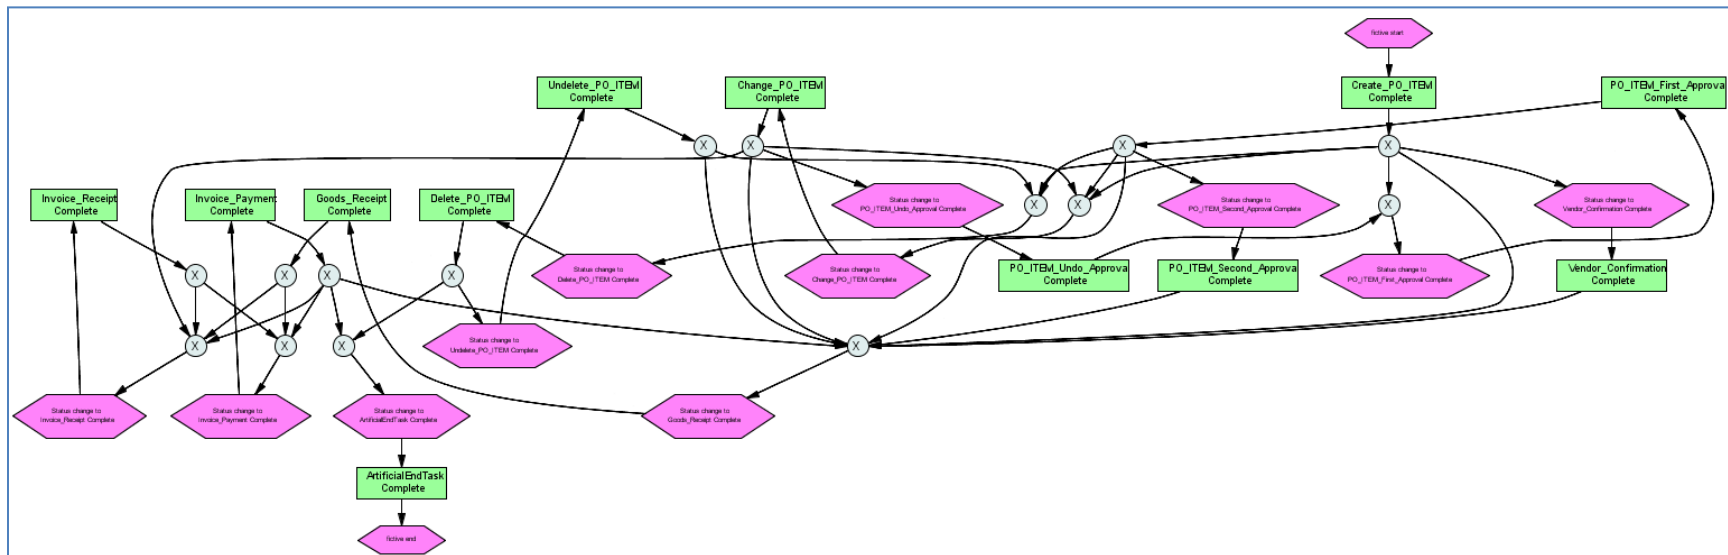 fictive start
Undelete_PO_ITEM
Complete
Change_PO_ITEM
Complete
Create_PO_ITEM
Complete
PO_ITEM_First_Approva
Complete
X
X
X
X
Invoice_Receipt
Complete
Invoice_Payment
Complete
Goods_Receipt
Complete
Delete_PO_ITEM
Complete
Status change to
PO_ITEM_Undo_Approval Complete
X
X
Status change to
PO_ITEM_Second_Approval Complete
X
Status change to
Vendor_Confirmation Complete
X
X
X
X
Status change to
Delete_PO_ITEM Complete
Status change to
Change_PO_ITEM Complete
PO_ITEM_Undo_Approva
Complete
PO_ITEM_Second_Approva
Complete
Status change to
PO_ITEM_First_Approval Complete
Vendor_Confirmation
Complete
X
X
X
Status change to
Undelete_PO_ITEM Complete
X
Status change to
Invoice_Receipt Complete
Status change to
Invoice_Payment Complete
Status change to
ArtificialEndTask Complete
Status change to
Goods_Receipt Complete
ArtificialEndTask
Complete
fictive end